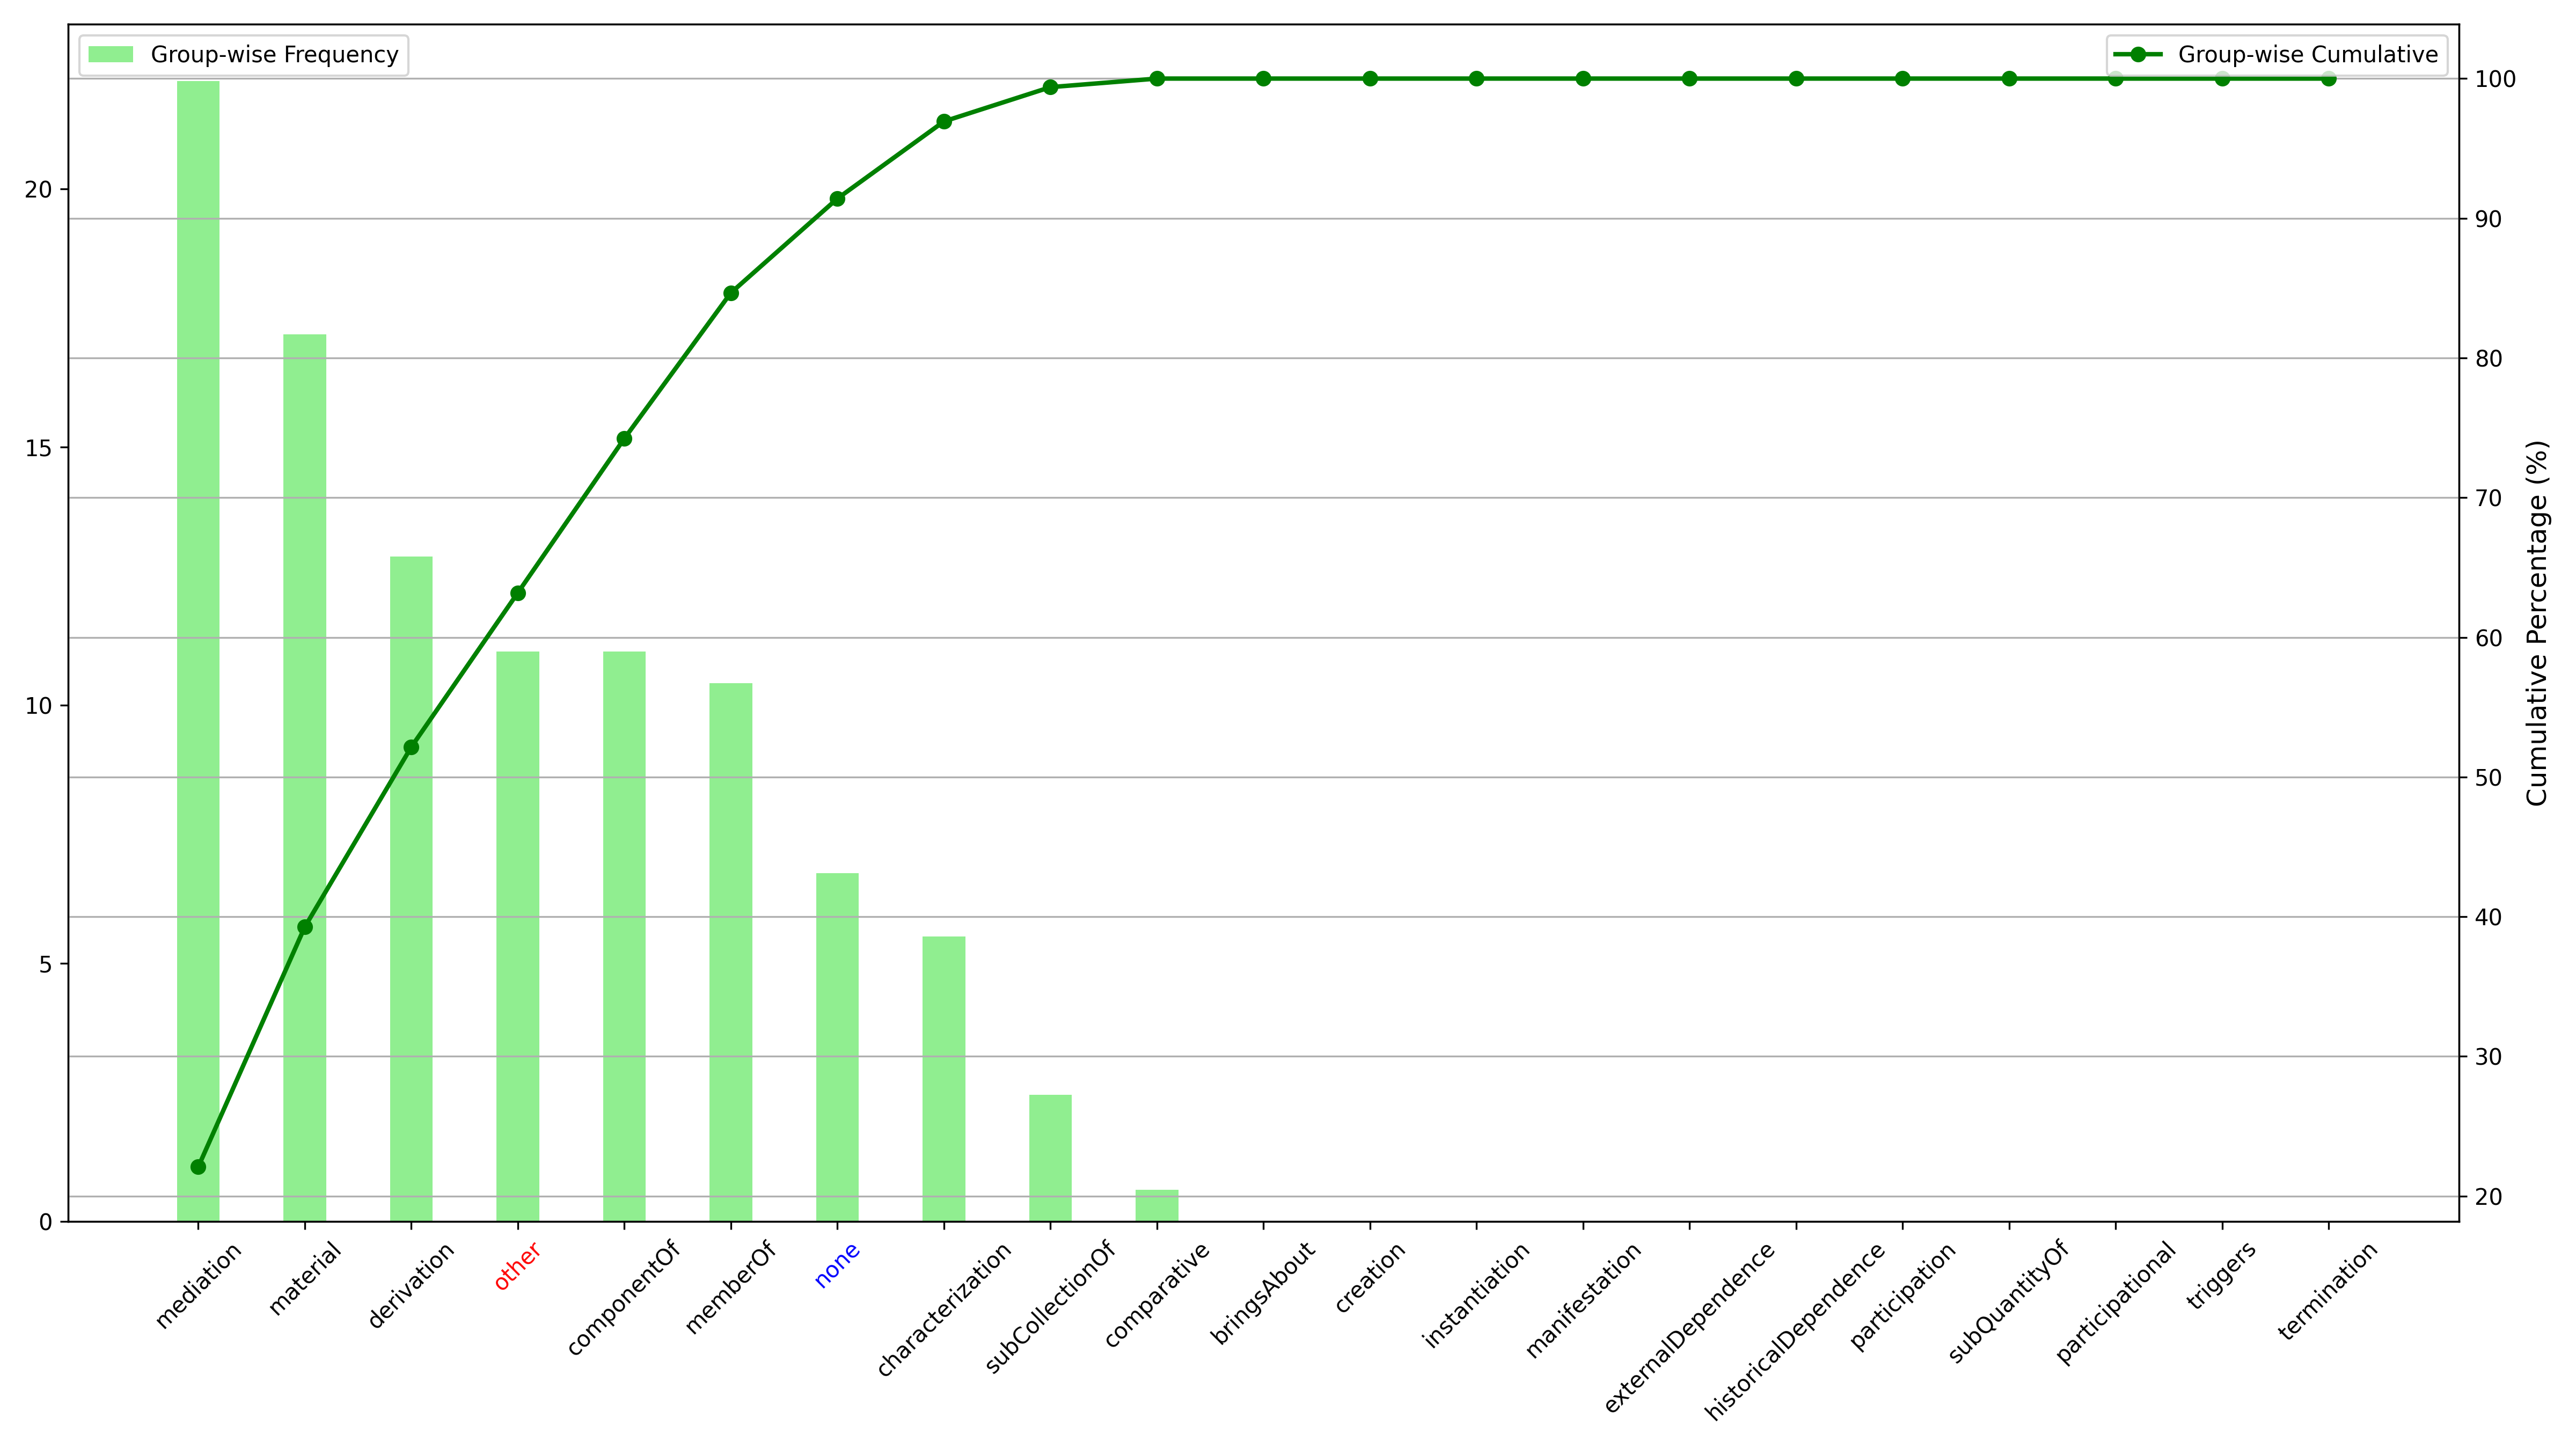 Group-wise Frequency
Group-wise Cumulative
20
15
10
5
0
100
90
80
70
60
50
40
30
20
Cumulative Percentage (%)
mediation
material
derivation
other
componentOf
memberOf
none
characterization
subCollectionOf
comparative
bringsAbout
creation
instantiation
manifestation
externalDependence
historicalDependence
participation
subQuantityOf
participational
triggers
termination